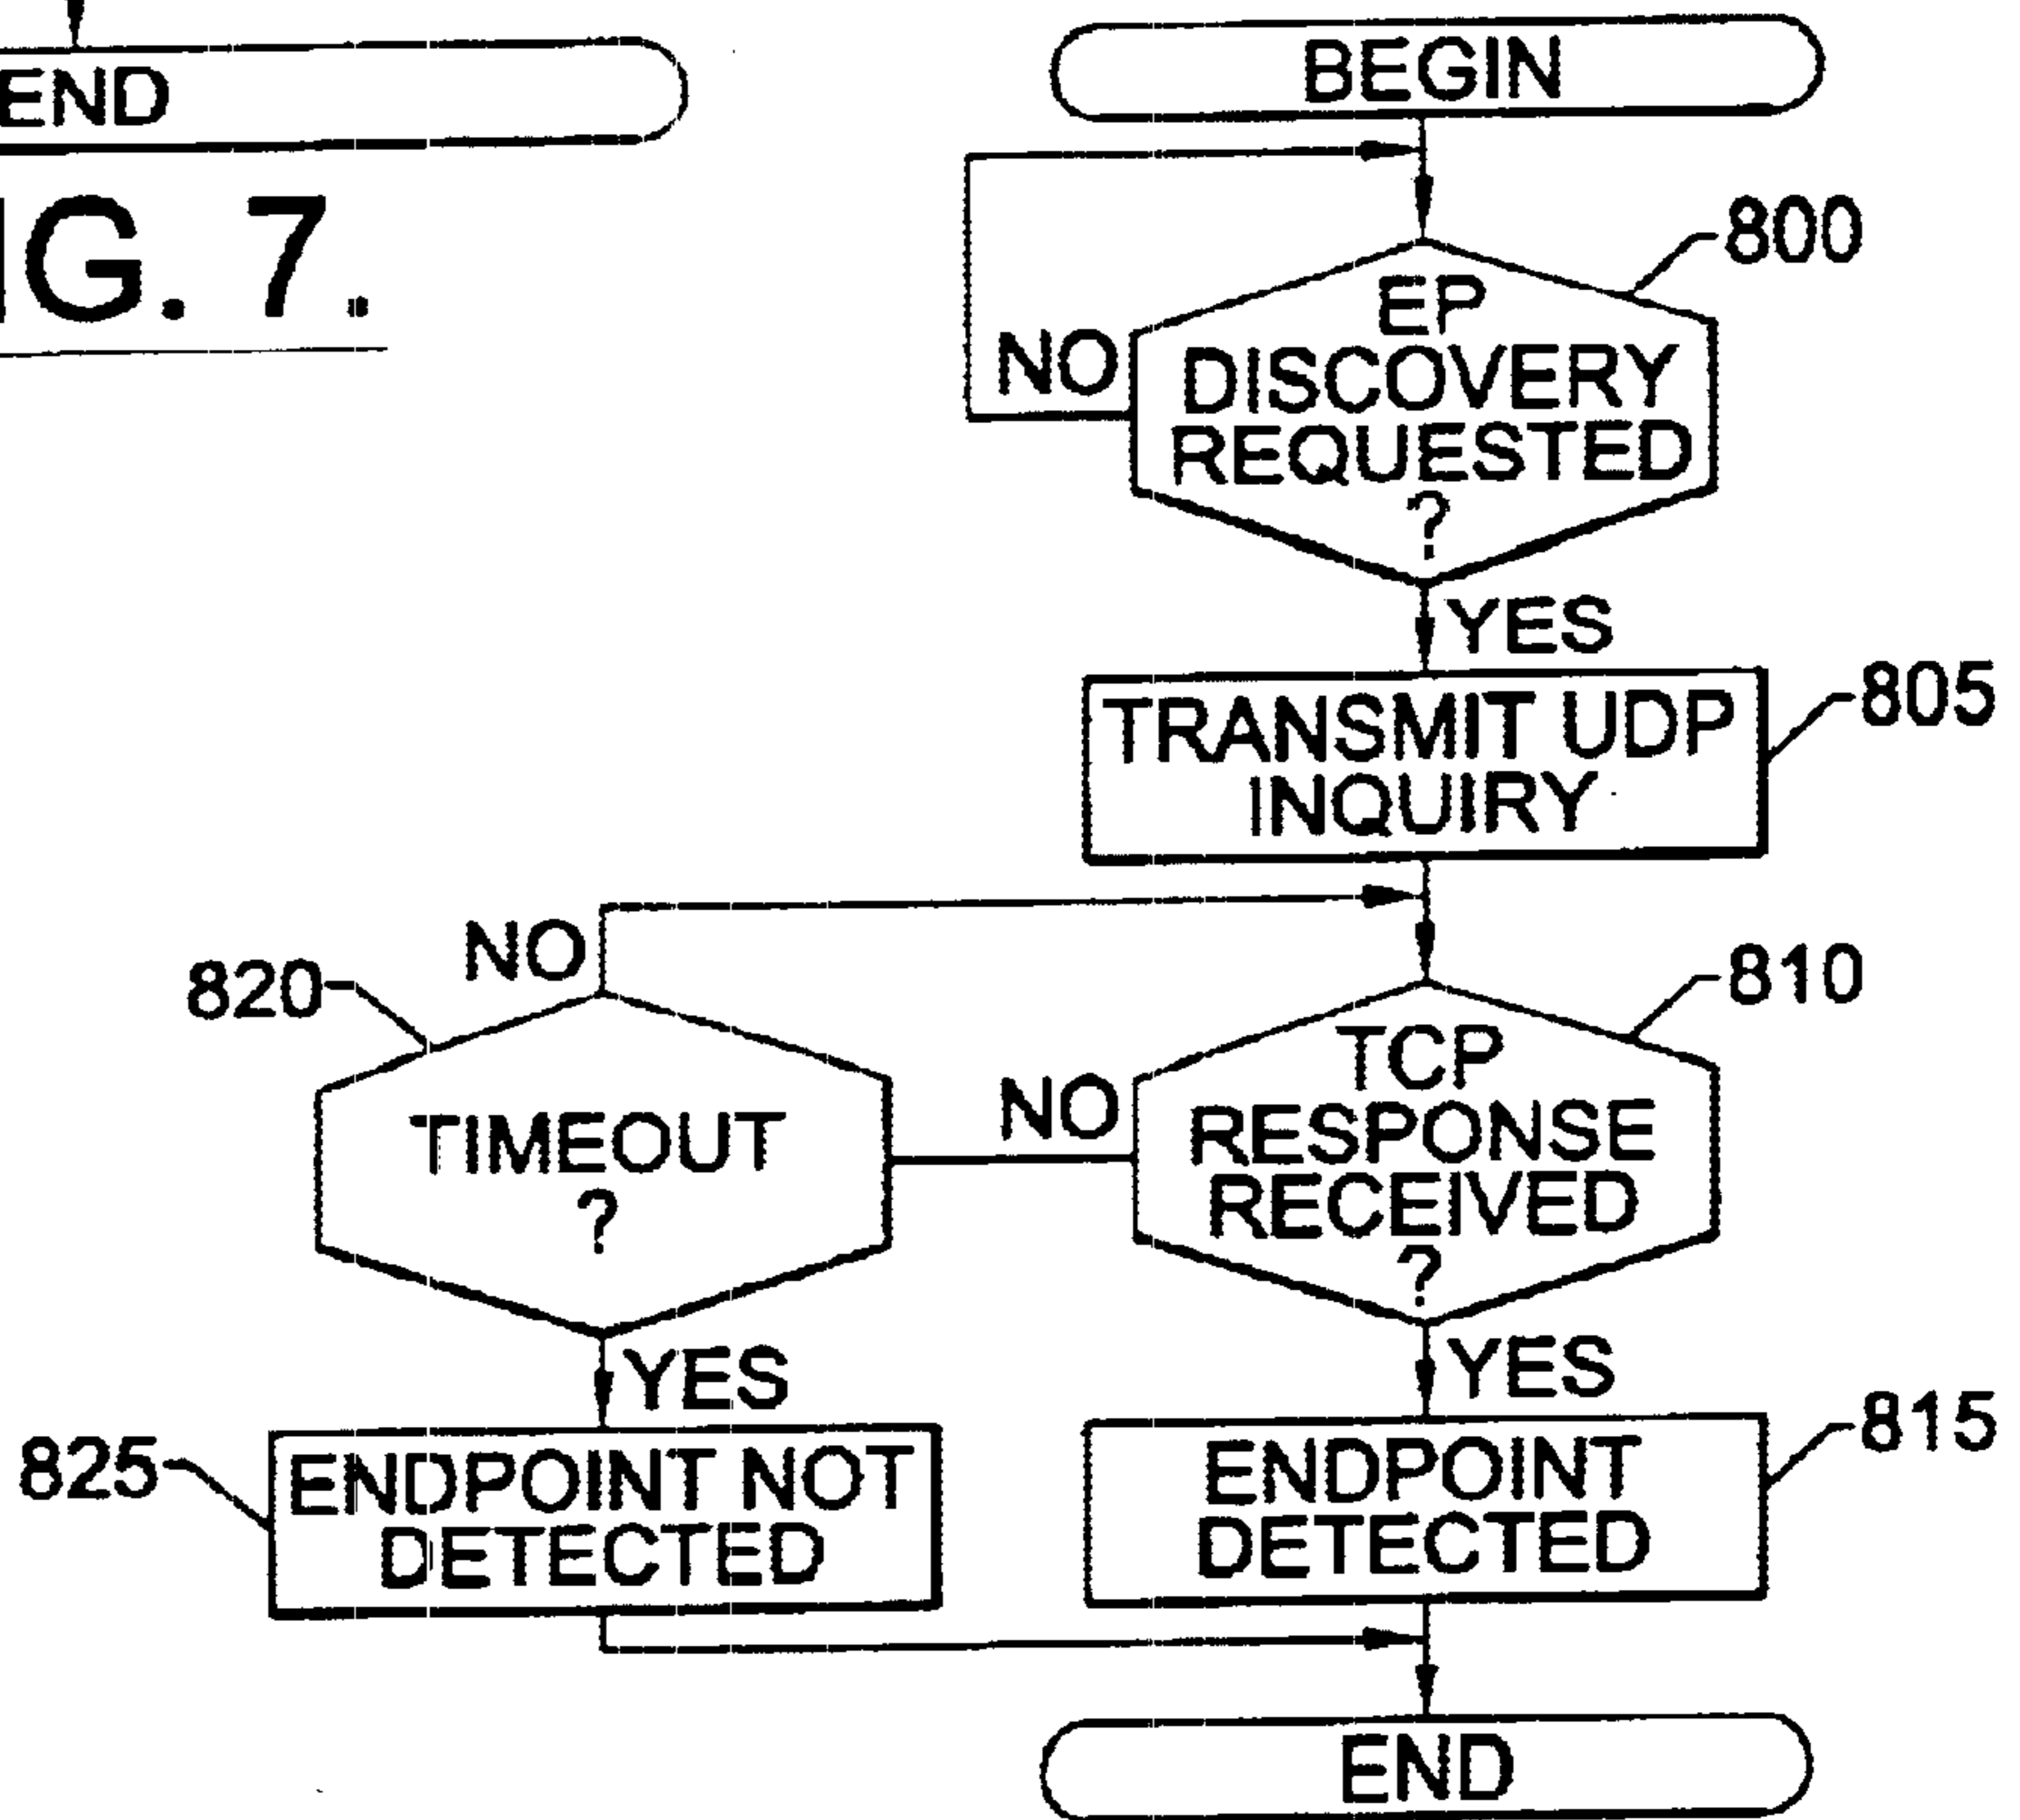 END
G. 7.
BEGIN
800
EP
DISCOVERY
REQUESTED
?
NO
YES
805
TRANSMIT UDP
INQUIRY
NO
820
810
TIMEOUT
?
NO
TCP
RESPONSE
RECEIVED
?
YES
YES
825
ENDPOINT NOT
DETECTED
815
ENDPOINT
DETECTED
END